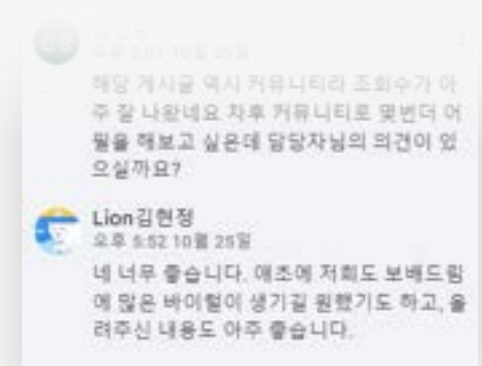 오후 2:01 10월 25일
해당 게시글 역시 커뮤니티라 조회수가 아
주 잘 나왔네요 차후 커뮤니티로 몇번더 어
필을 해보고 싶은데 담당자님의 의견이 있
으실까요?
Lion김현정
오후 5:52 10월 25일
네 너무 좋습니다. 애초에 저희도 보배드림
에 많은 바이럴이 생기길 원했기도 하고, 올
려주신 내용도 아주 좋습니다.